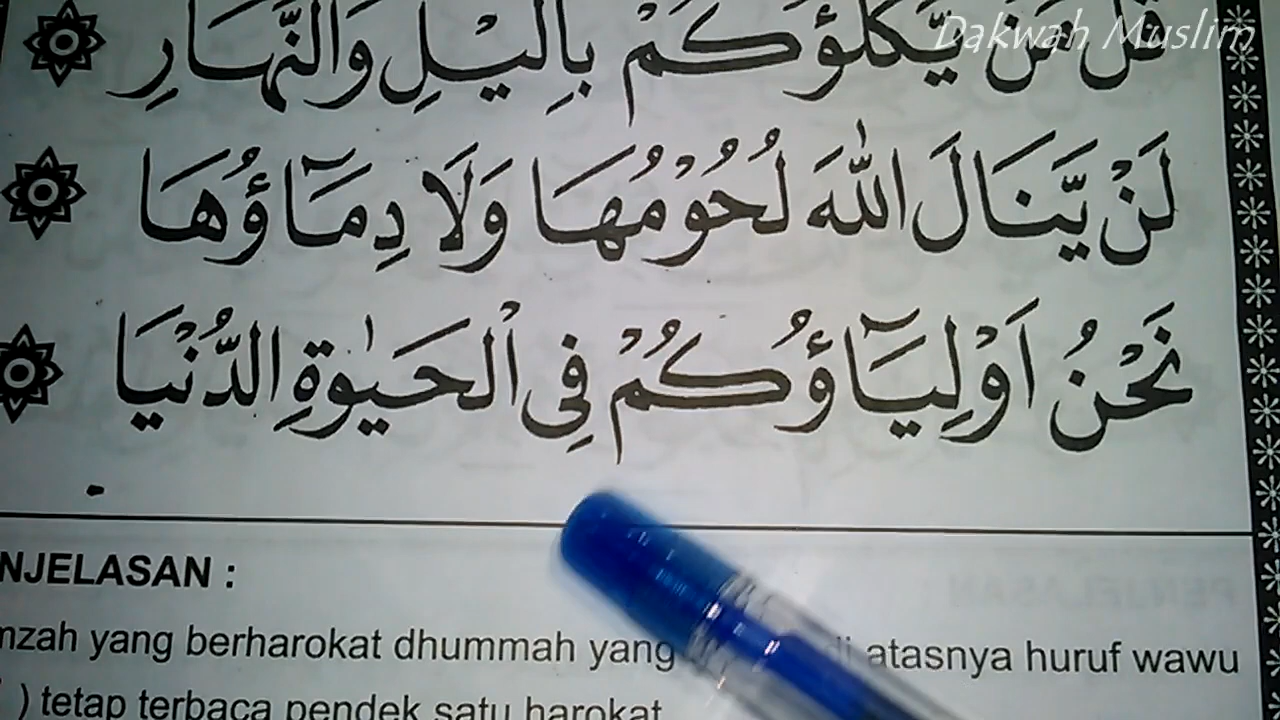 Dakwah Muslim
قُلْ مَنْ يَّكْلَؤُكُمْ بِالَّيْلِ وَالنَّهَارِ
لَنْ يَّنَالَ اللّٰهَ لُحُوْمُهَا وَلَا دِمَآؤُهَا
نَحْنُ اَوْلِيَآؤُكُمْ فِى الْحَيٰوةِ الدُّنْيَا
NJELASAN :
mzah yang berharokat dhummah yang di atasnya huruf wawu
) tetap terbaca pendek satu harokat